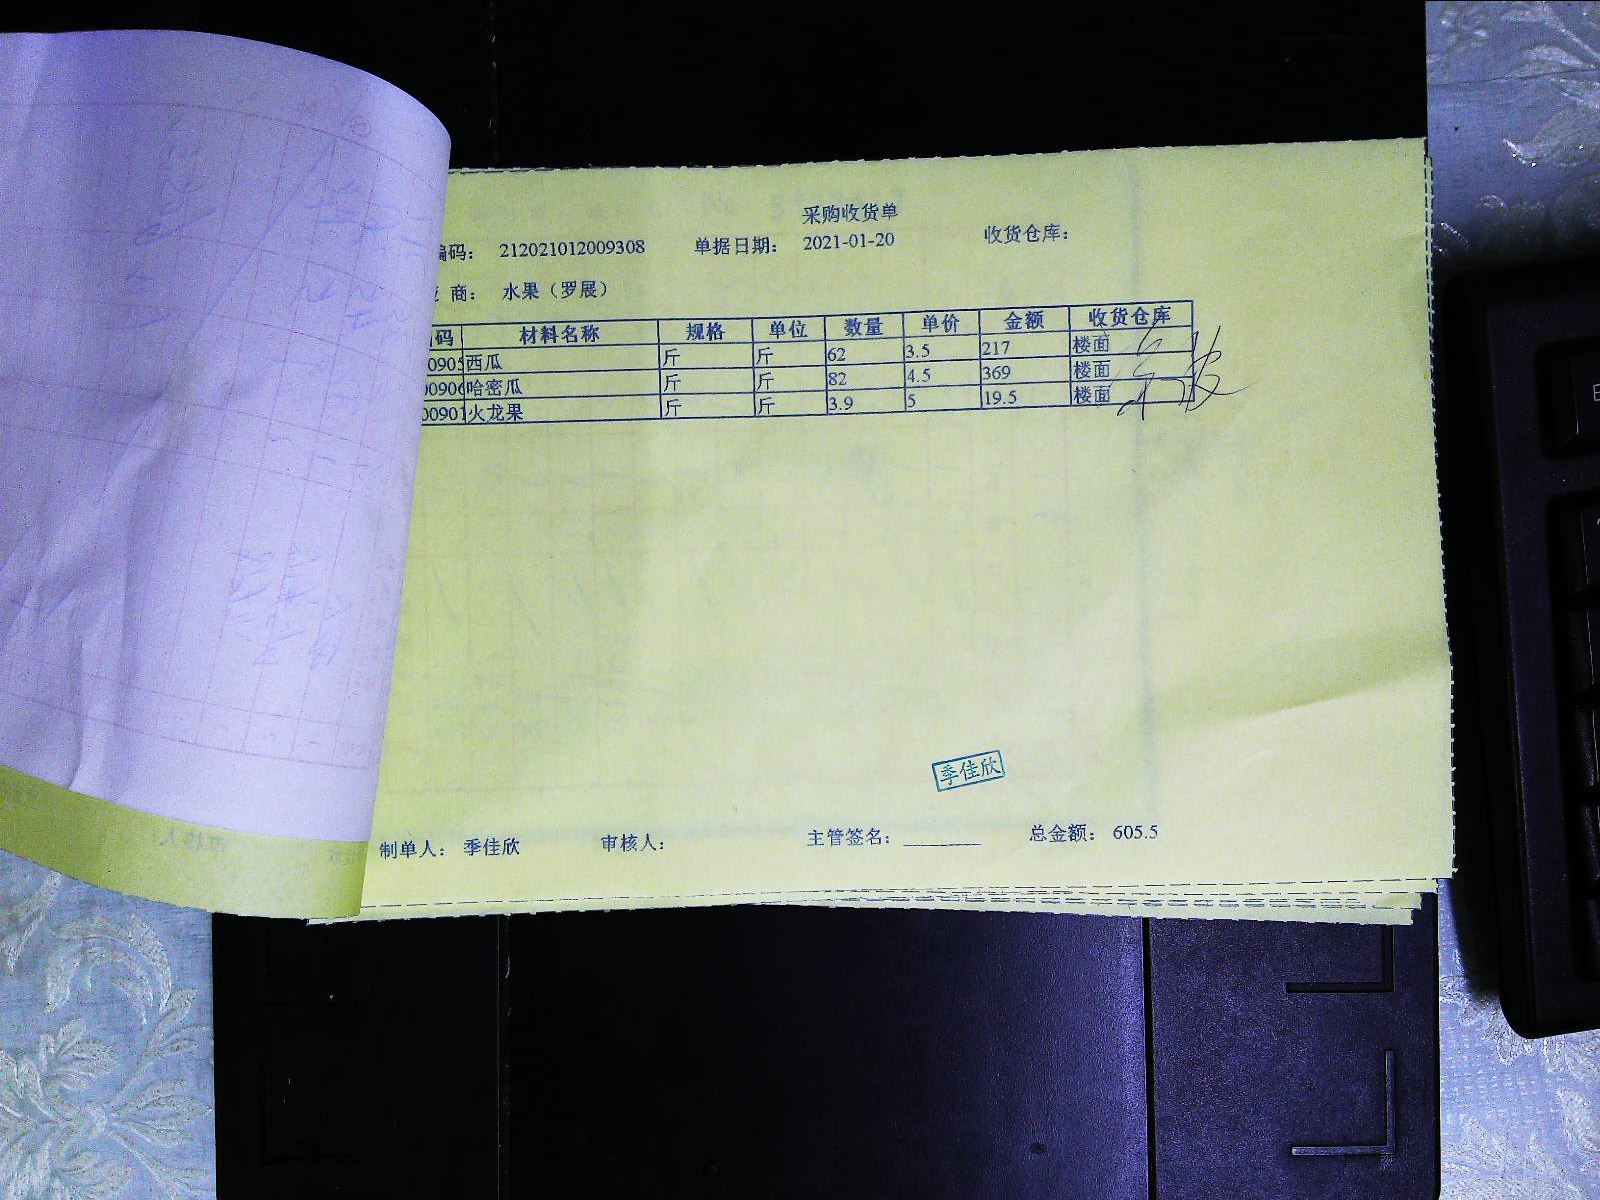 采购收货单
编码： 212021012009308 单据日期： 2021-01-20 收货仓库：
应 商： 水果（罗展）
码 材料名称 规格 单位 数量 单价 金额 收货仓库
00905 西瓜 斤 斤 62 3.5 217 楼面
00906 哈密瓜 斤 斤 82 4.5 369 楼面
00901 火龙果 斤 斤 3.9 5 19.5 楼面
季佳欣
制单人： 季佳欣 审核人： 主管签名： 总金额： 605.5